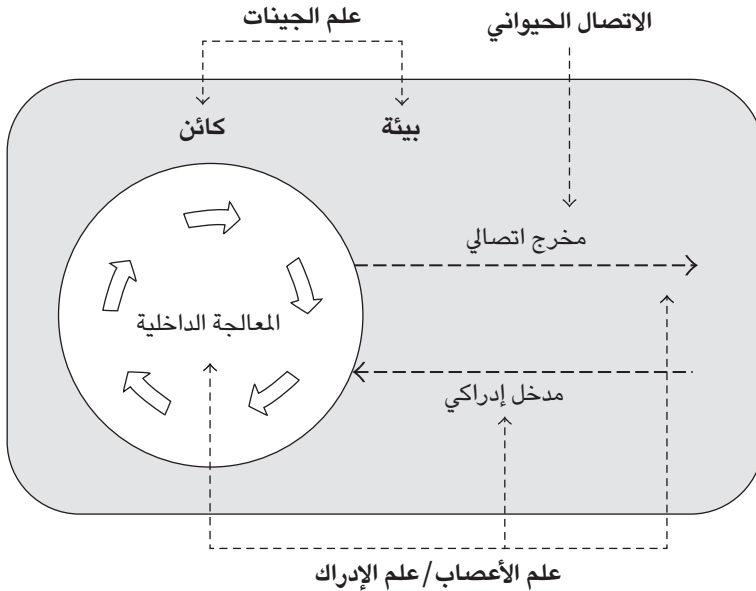 الاتصال الحيواني
علم الجينات
بيئة
كائن
مخرج اتصالي
المعالجة الداخلية
مدخل إدراكي
علم الأعصاب/علم الإدراك